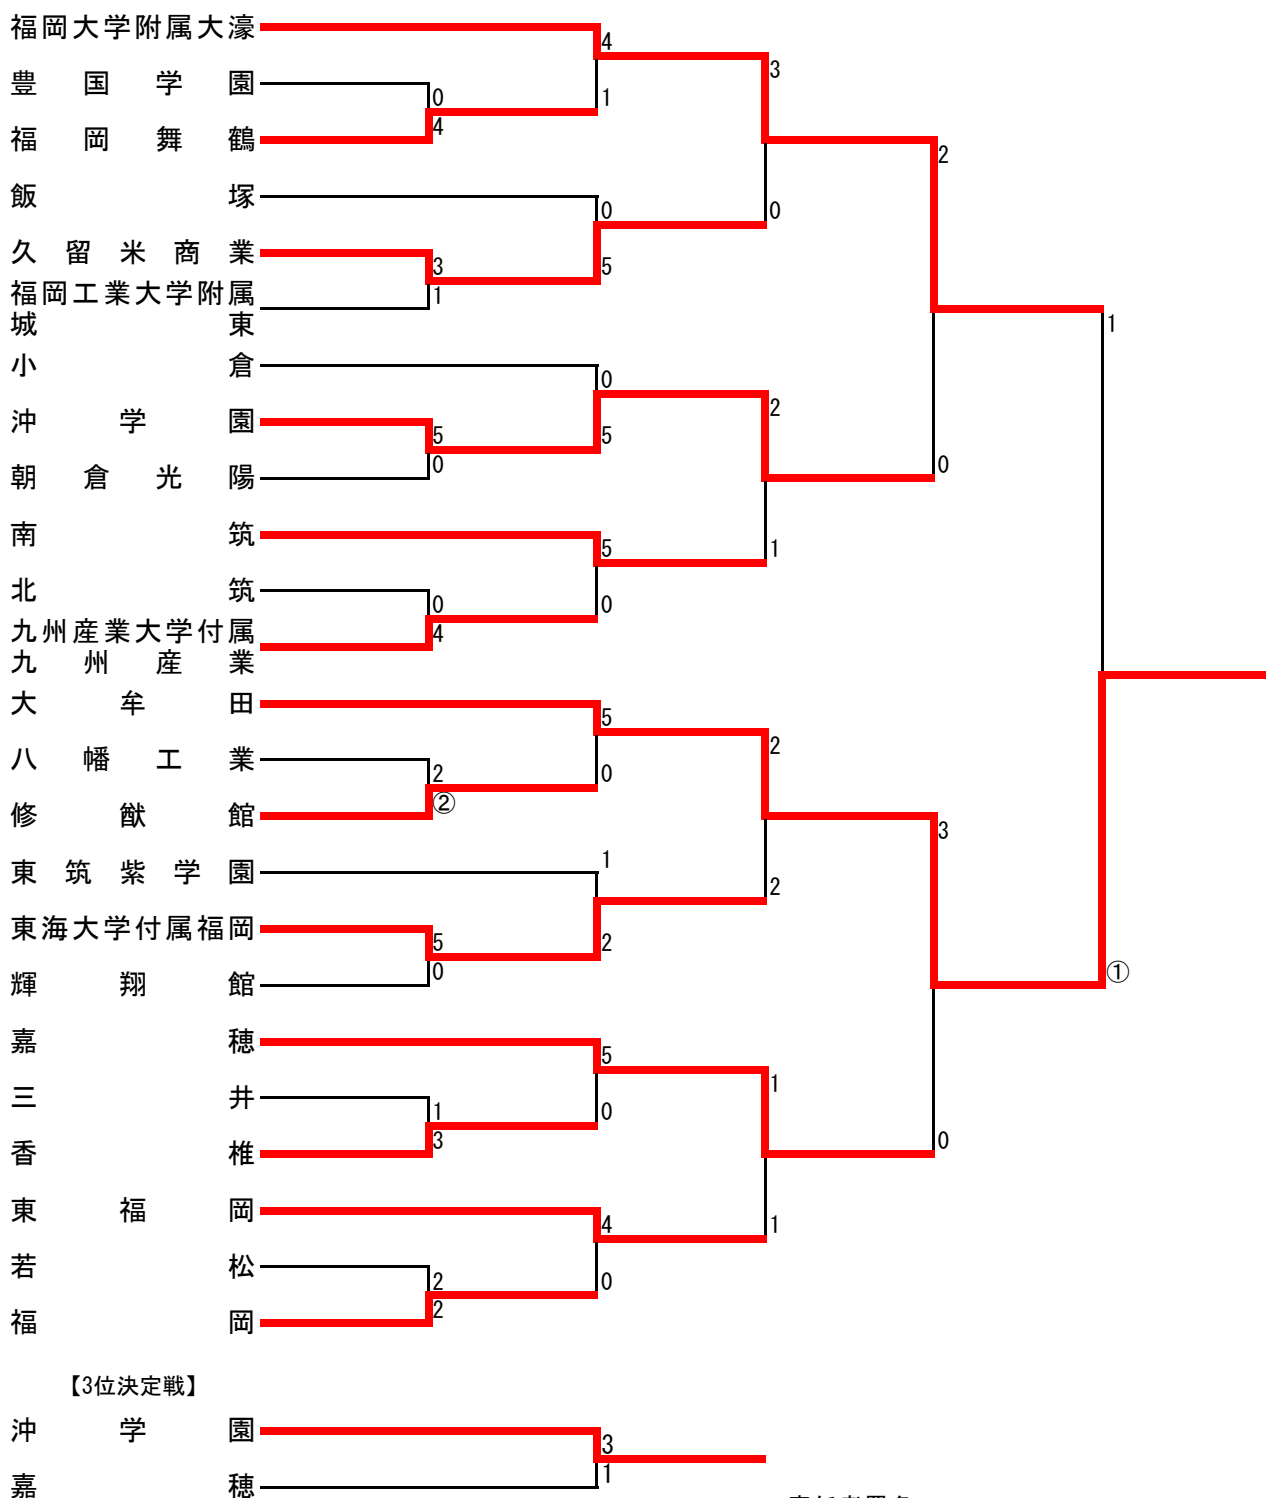 福岡大学附属大濠
4
3
豊国学園
0
1
福岡舞鶴
4
2
飯塚
0
0
久留米商業
3
5
福岡工業大学附属
1
城東
1
小倉
0
2
沖学園
5
5
朝倉光陽
0
0
南筑
5
1
北筑
0
0
九州産業大学付属
4
九州産業
大牟田
5
2
八幡工業
2
0
修猷館
②
3
東筑紫学園
1
2
東海大学付属福岡
5
2
輝翔館
0
①
嘉穂
5
1
三井
1
0
香椎
3
0
東福岡
4
1
若松
2
0
福岡
2
【3位決定戦】
沖学園
3
嘉穂
1